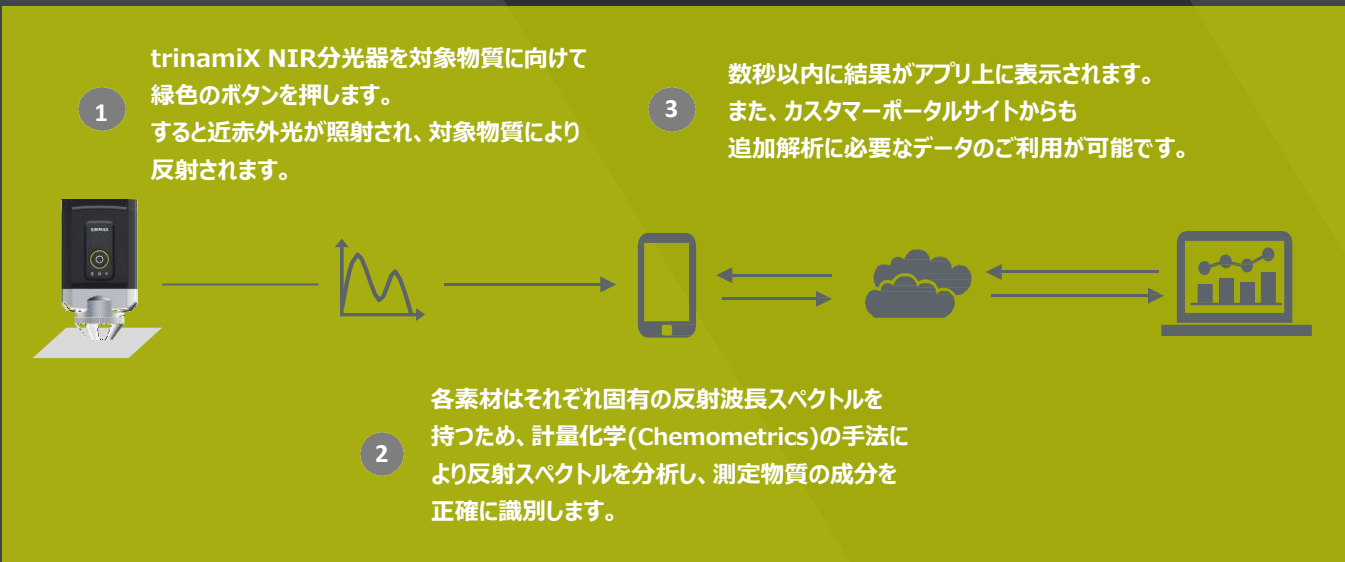 1
trinamiX NIR分光器を対象物質に向けて
緑色のボタンを押します。
すると近赤外光が照射され、対象物質により
反射されます。
3
数秒以内に結果がアプリ上に表示されます。
また、カスタマーポータルサイトからも
追加解析に必要なデータのご利用が可能です。
2
各素材はそれぞれ固有の反射波長スペクトルを
持つため、計量化学(Chemometrics)の手法に
より反射スペクトルを分析し、測定物質の成分を
正確に識別します。